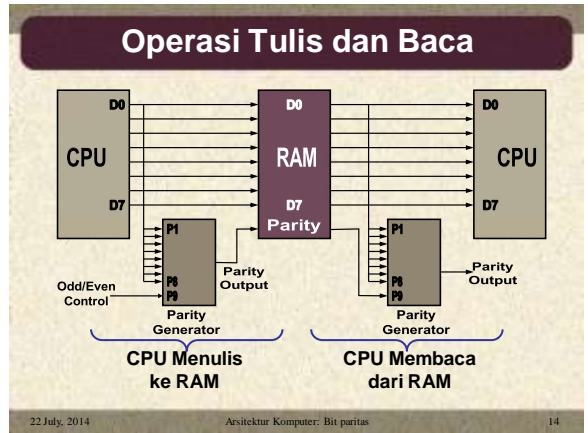 Operasi Tulis dan Baca
D0 D0 D0
CPU RAM CPU
D7 D7 D7
Parity
P1 P1
P8 P8
P9 P9
Odd/Even
Control
Parity
Output
Parity
Output
Parity
Generator
Parity
Generator
CPU Menulis
ke RAM
CPU Membaca
dari RAM
22 July, 2014 Arsitektur Komputer: Bit paritas 14